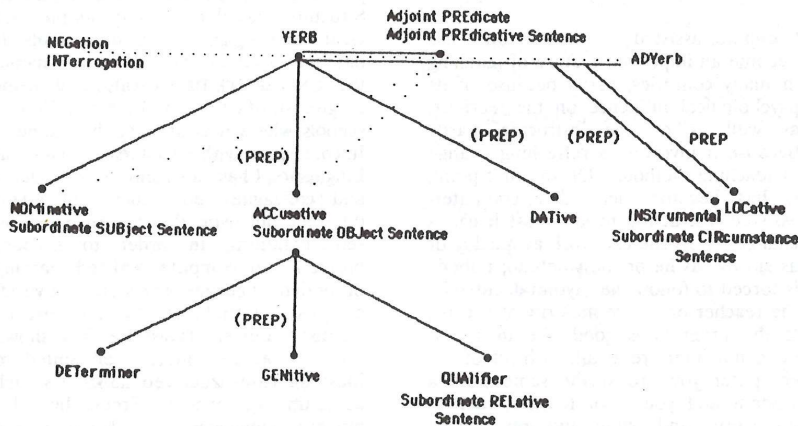 Adjoint PREdicate
VERB
Adjoint PREdicative Sentence
NEGation
INTerrogation
ADVerb
(PREP)
(PREP)
(PREP)
PREP
NOMinative
Subordinate SUBject Sentence
ACCusative
Subordinate OBJect Sentence
DATive
INStrumental
LOCative
Subordinate CIRcumstance
Sentence
(PREP)
DETerminer
GENitive
QUAlifier
Subordinate RELative
Sentence